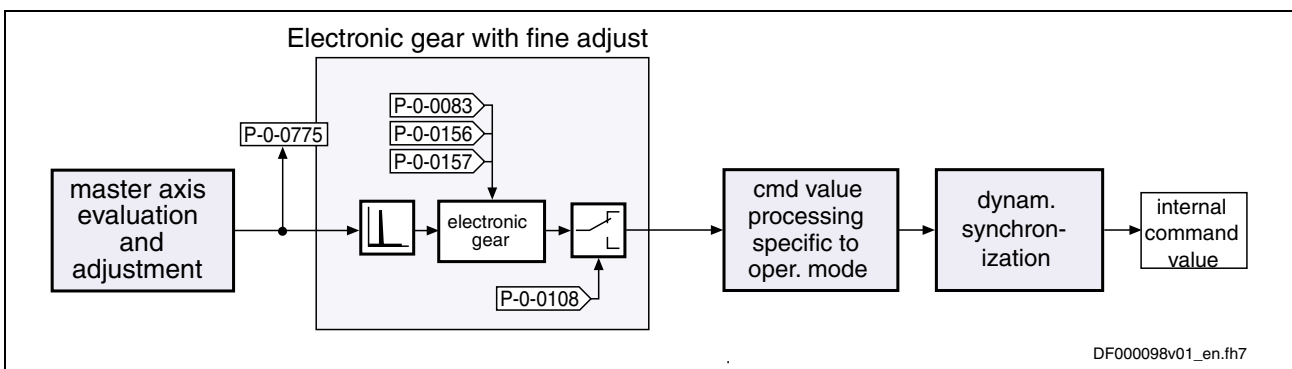 Electronic gear with fine adjust
P-0-0083
P-0-0156
P-0-0157
P-0-0775
master axis
evaluation
and
adjustment
electronic
gear
P-0-0108
cmd value
processing
specific to
oper. mode
dynam.
synchron-
ization
internal
command
value
DF000098v01_en.fh7